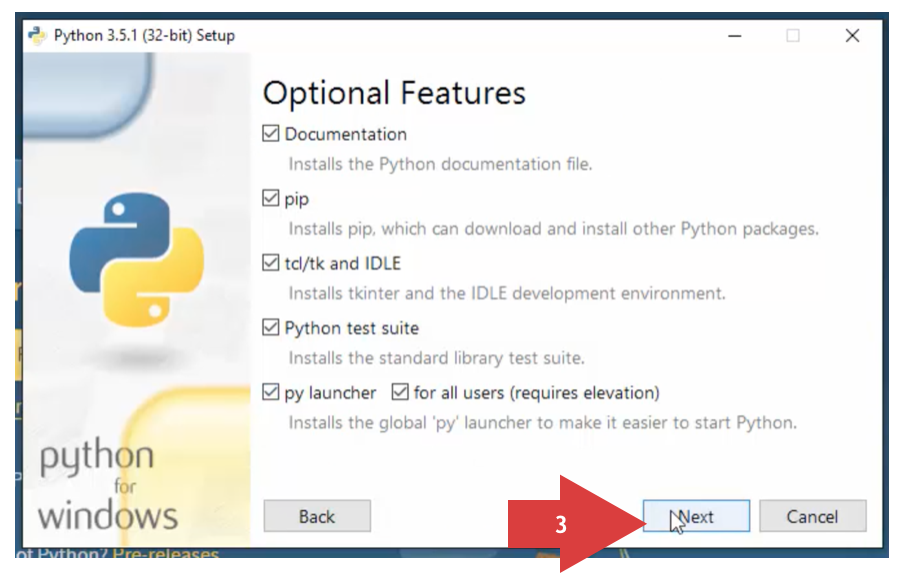 Python 3.5.1 (32-bit) Setup
Optional Features
Documentation
Installs the Python documentation file.
pip
Installs pip, which can download and install other Python packages.
tcl/tk and IDLE
Installs tkinter and the IDLE development environment.
Python test suite
Installs the standard library test suite.
py launcher for all users (requires elevation)
Installs the global 'py' launcher to make it easier to start Python.
python
for
windows
Back
3
Next
Cancel
ot Python? Pre-releases